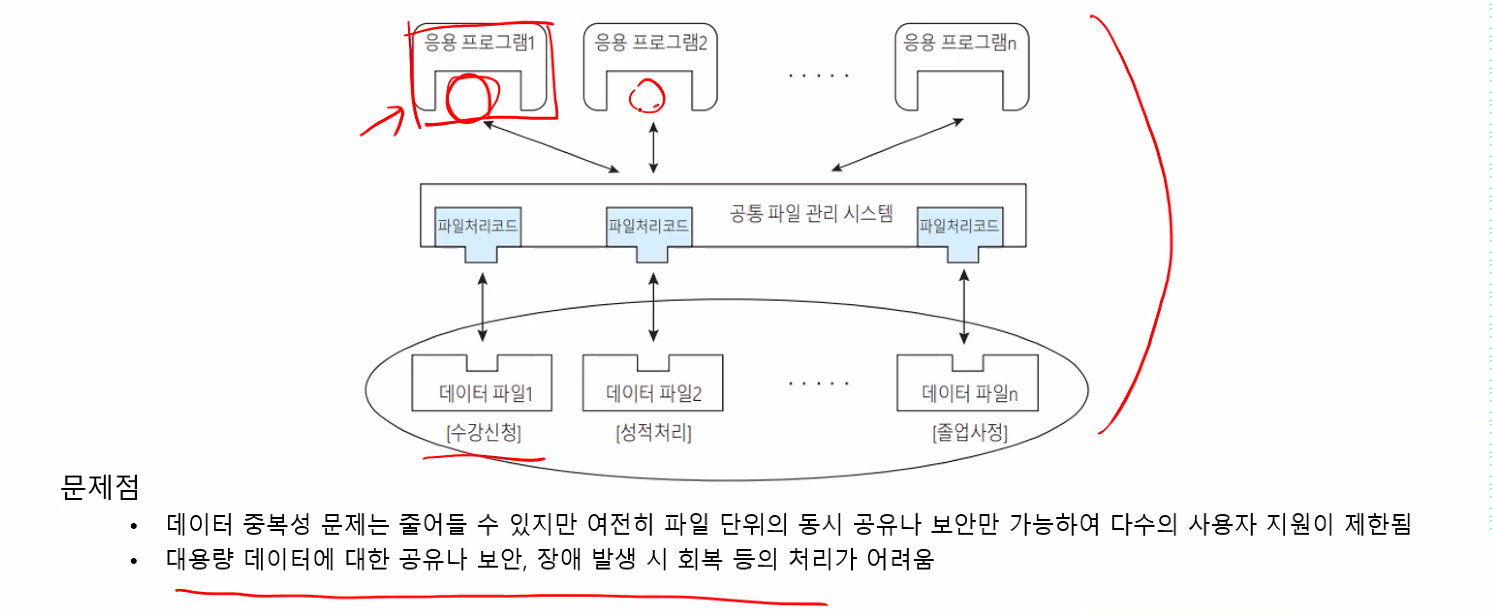 응용 프로그램1 응용 프로그램2 ····· 응용 프로그램n
공통 파일 관리 시스템
파일처리코드 파일처리코드 파일처리코드
데이터 파일1 데이터 파일2 ····· 데이터 파일n
[수강신청] [성적처리] [졸업사정]
문제점
• 데이터 중복성 문제는 줄어들 수 있지만 여전히 파일 단위의 동시 공유나 보안만 가능하여 다수의 사용자 지원이 제한됨
• 대용량 데이터에 대한 공유나 보안, 장애 발생 시 회복 등의 처리가 어려움